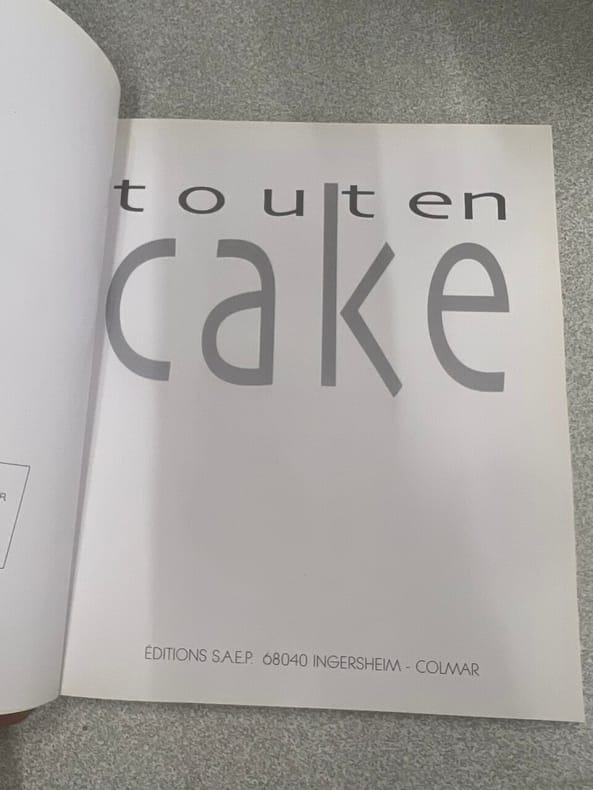 tout en
cake
ÉDITIONS S.A.E.P. 68040 INGERSHEIM - COLMAR
R